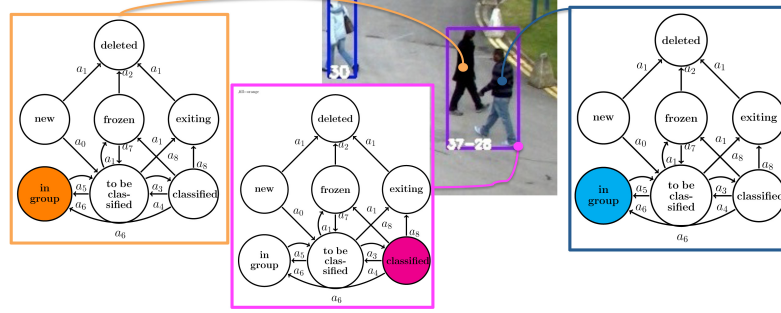 deleted
a1 a2 a1
new
frozen
exiting
a0 a7
a1 a1 a8 a8
in
group
to be
clas-
sified
classified
a5 a3
a6 a4
a6
30
37-28
deleted
a1 a2 a1
new
frozen
exiting
a0 a7
a1 a1 a8 a8
in
group
to be
clas-
sified
classified
a5 a3
a6 a4
a6
deleted
a1 a2 a1
new
frozen
exiting
a0 a7
a1 a1 a8 a8
in
group
to be
clas-
sified
classified
a5 a3
a6 a4
a6